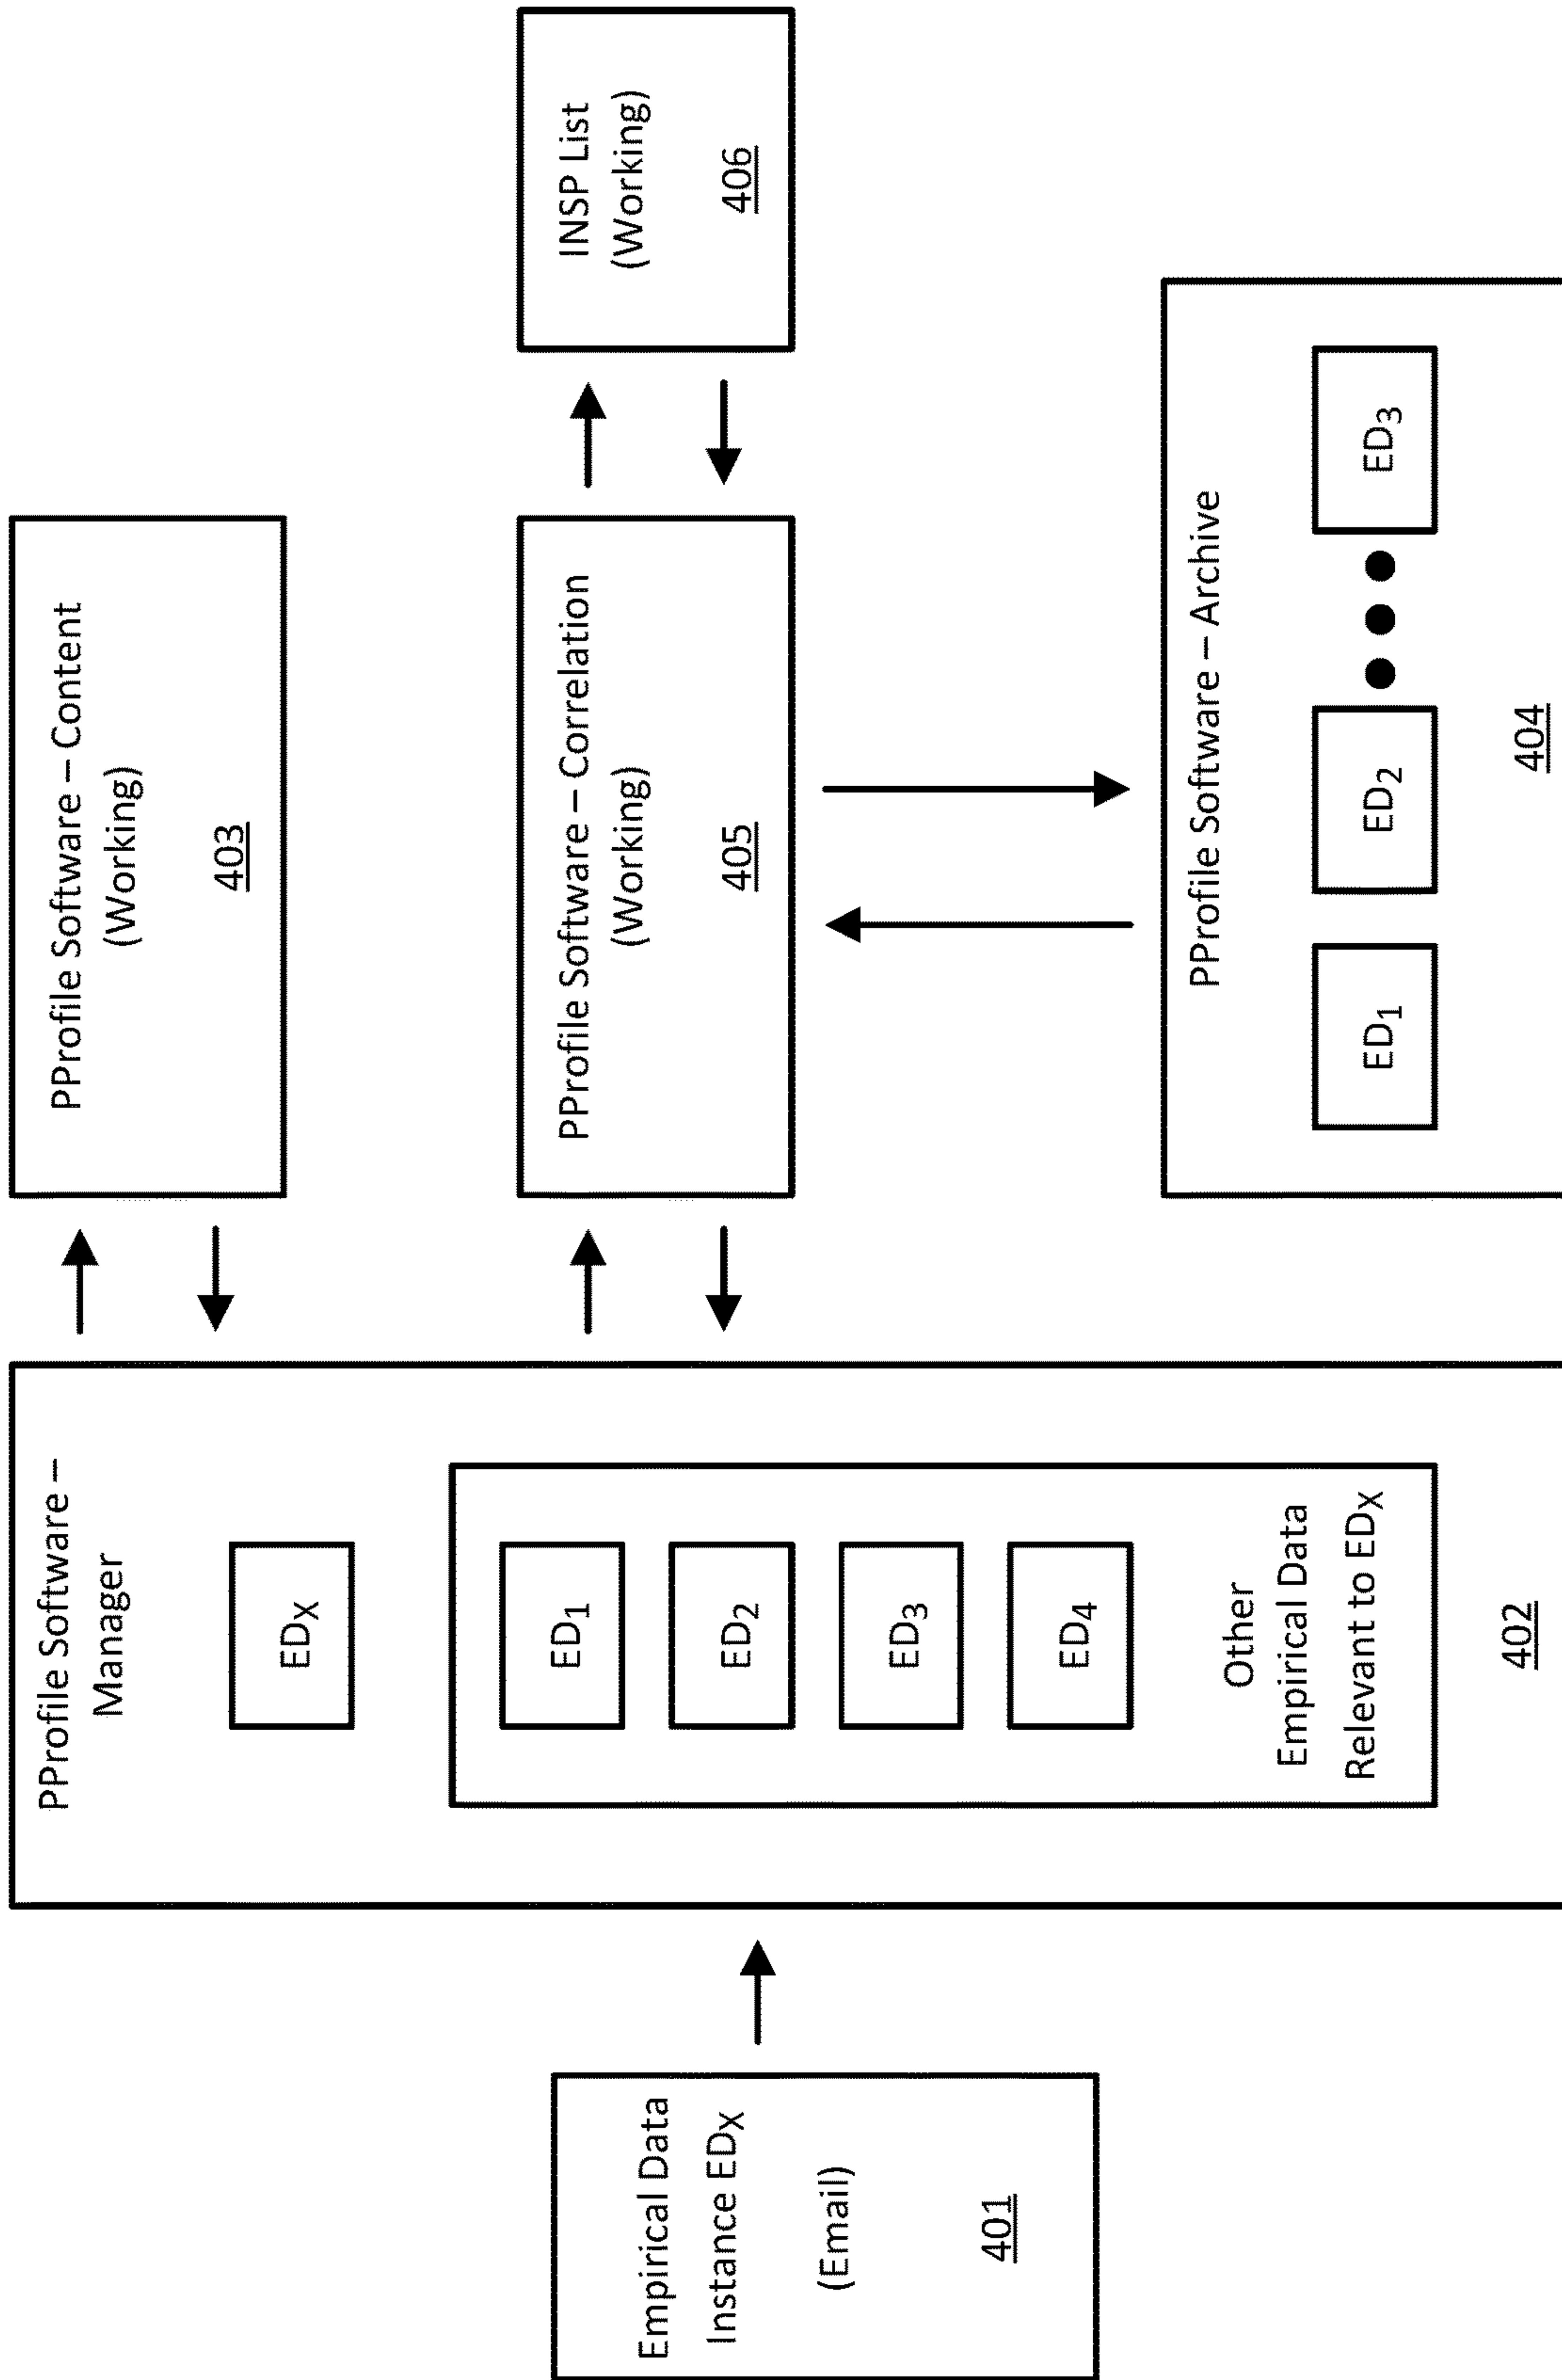 Empirical Data
Instance EDX
(Email)
401
PProfile Software –
Manager
EDX
ED1
ED2
ED3
ED4
Other
Empirical Data
Relevant to EDX
402
PProfile Software – Content
(Working)
403
PProfile Software – Correlation
(Working)
405
INSP List
(Working)
406
PProfile Software – Archive
ED1
ED2
ED3
404